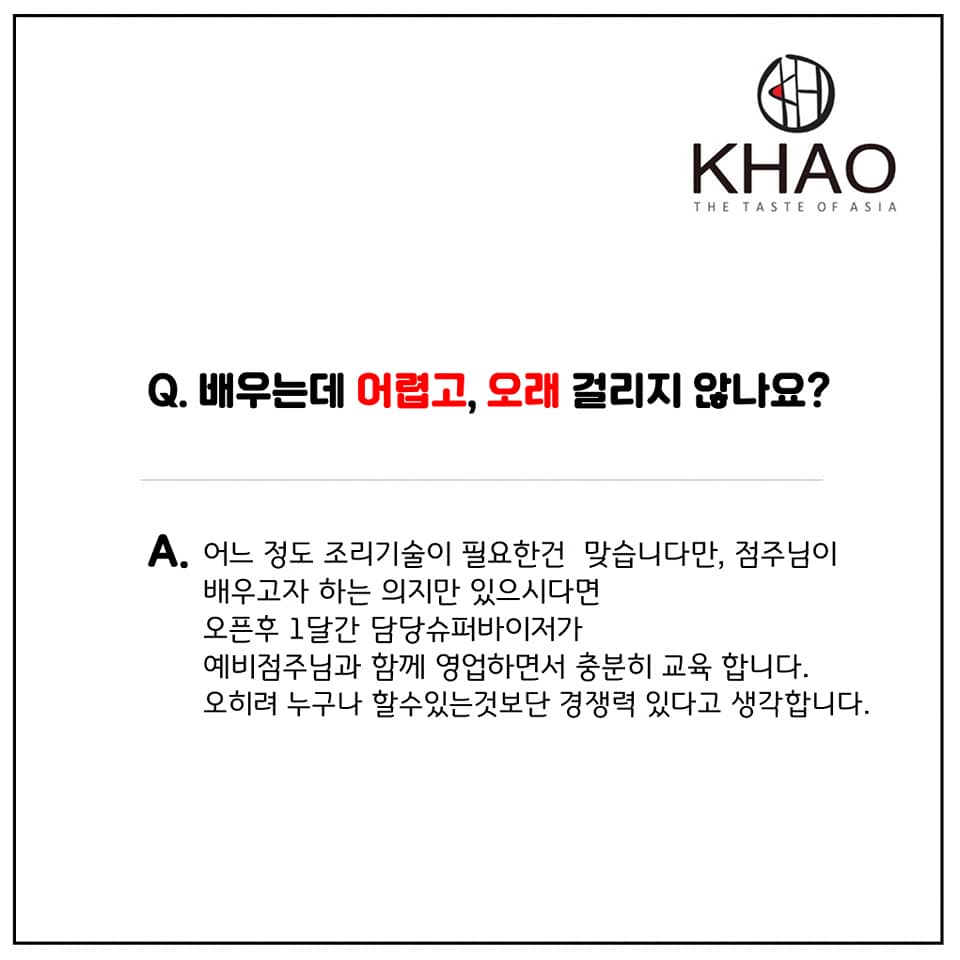 KHAO
THE TASTE OF ASIA
Q. 배우는데 어렵고, 오래 걸리지 않나요?
A. 어느 정도 조리기술이 필요한건  맞습니다만, 점주님이
배우고자 하는 의지만 있으시다면
오픈후 1달간 담당슈퍼바이저가
예비점주님과 함께 영업하면서 충분히 교육 합니다.
오히려 누구나 할수있는것보단 경쟁력 있다고 생각합니다.